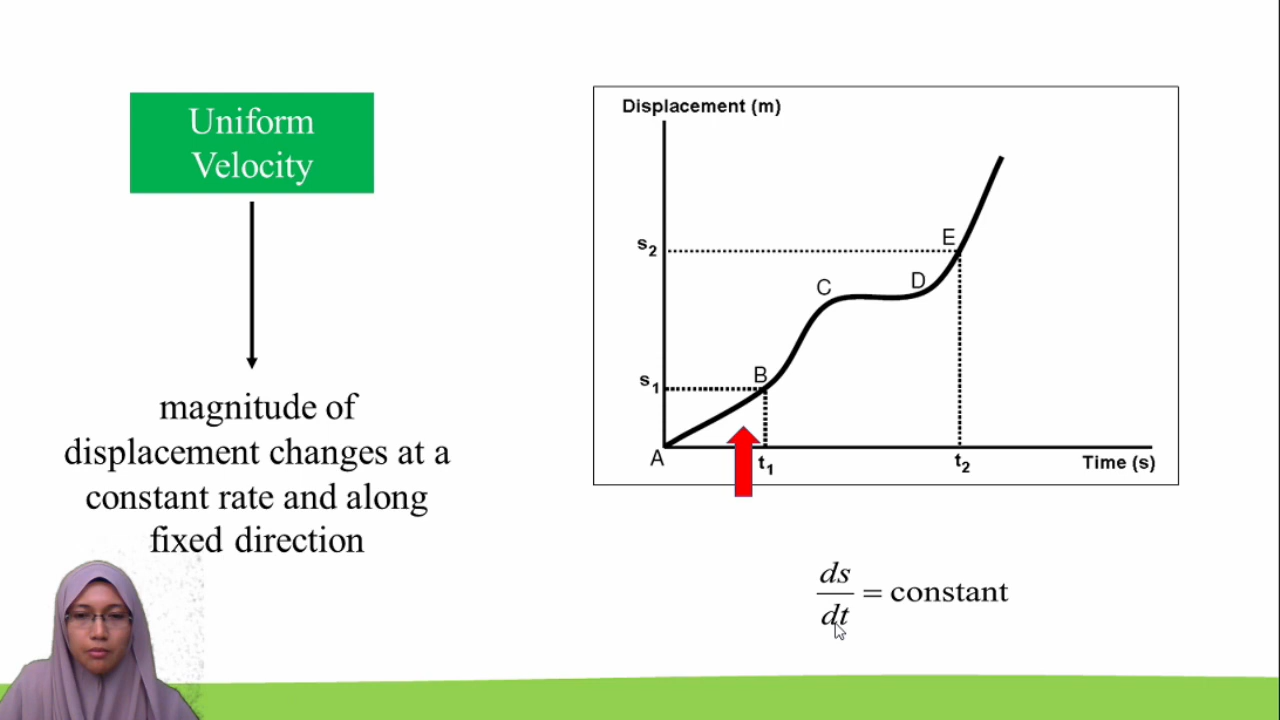 Uniform
Velocity
magnitude of
displacement changes at a
constant rate and along
fixed direction
Displacement (m)
s2
E
C
D
s1
B
A
t1
t2
Time (s)
ds
dt
= constant